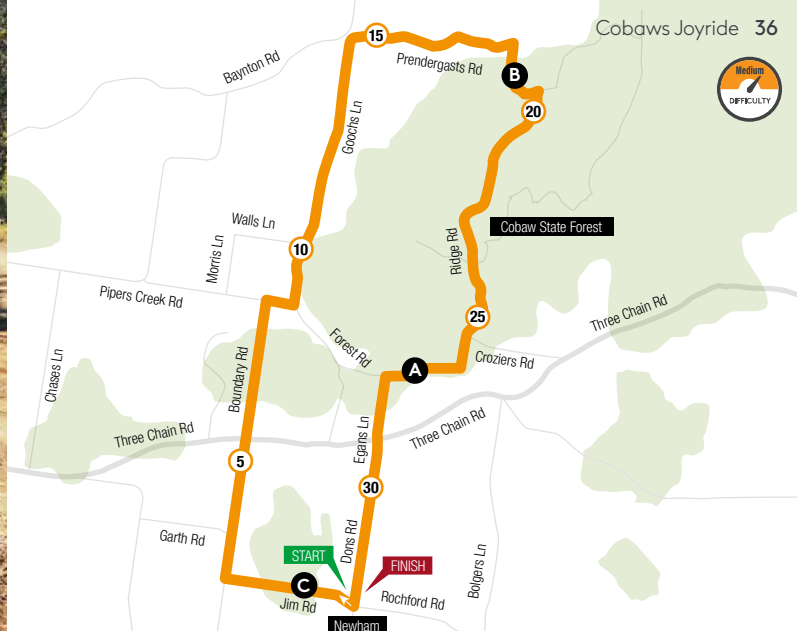 Cobaws Joyride 36
Medium
DIFFICULTY
15
Prendergasts Rd
B
Baynton Rd
20
Goochs Ln
Walls Ln
Cobaw State Forest
10
Morris Ln
Ridge Rd
Pipers Creek Rd
25
Three Chain Rd
Forest Rd
Croziers Rd
A
Chases Ln
Boundary Rd
Egans Ln
Three Chain Rd
Three Chain Rd
5
30
Garth Rd
Dons Rd
START
FINISH
Bolgers Ln
C
Jim Rd
Rochford Rd
Newham